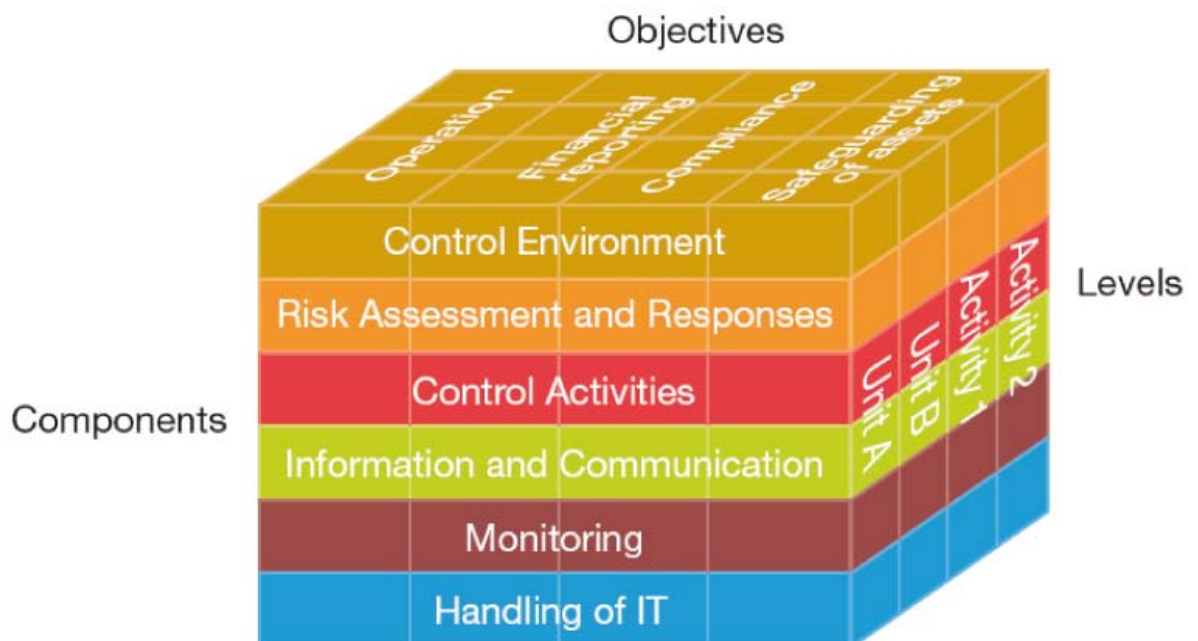 Objectives
Operation
Financial
reporting
Compliance
Safeguarding
of assets
Control Environment
Risk Assessment and Responses
Control Activities
Information and Communication
Monitoring
Handling of IT
Components
Levels
Unit A
Unit B
Activity 1
Activity 2